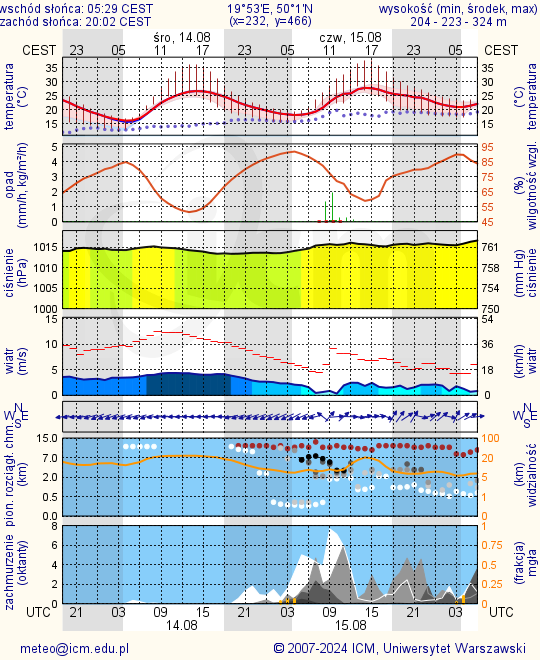 wschód słońca: 05:29 CEST
zachód słońca: 20:02 CEST
19°53'E, 50°1'N
(x=232, y=466)
wysokość (min, środek, max)
204 - 223 - 324 m
śro, 14.08 czw, 15.08
CEST 23 05 11 17 23 05 11 17 23 05 CEST
temperatura (°C)
35 30 25 20 15
35 30 25 20 15
(°C) temperatura
opad (mm/h, kg/m²/h)
5 4 3 2 1 0
95 85 75 65 55 45
(%) wilgotność wzgl.
ciśnienie (hPa)
1015 1010 1005 1000
761 758 754 750
(mm Hg) ciśnienie
wiatr (m/s)
15 10 5 0
54 36 18 0
(km/h) wiatr
N W E S
N W E S
pion. rozciągł. chm. (km)
15.0 7.0 2.0 0.5 0.0
100 20 5 1 0
(km) widzialność
zachmurzenie (oktanty)
8 6 4 2 0
1 0.75 0.5 0.25 0
(frakcja) mgła
UTC 21 03 09 15 21 03 09 15 21 03 UTC
14.08 15.08
meteo@icm.edu.pl
© 2007-2024 ICM, Uniwersytet Warszawski